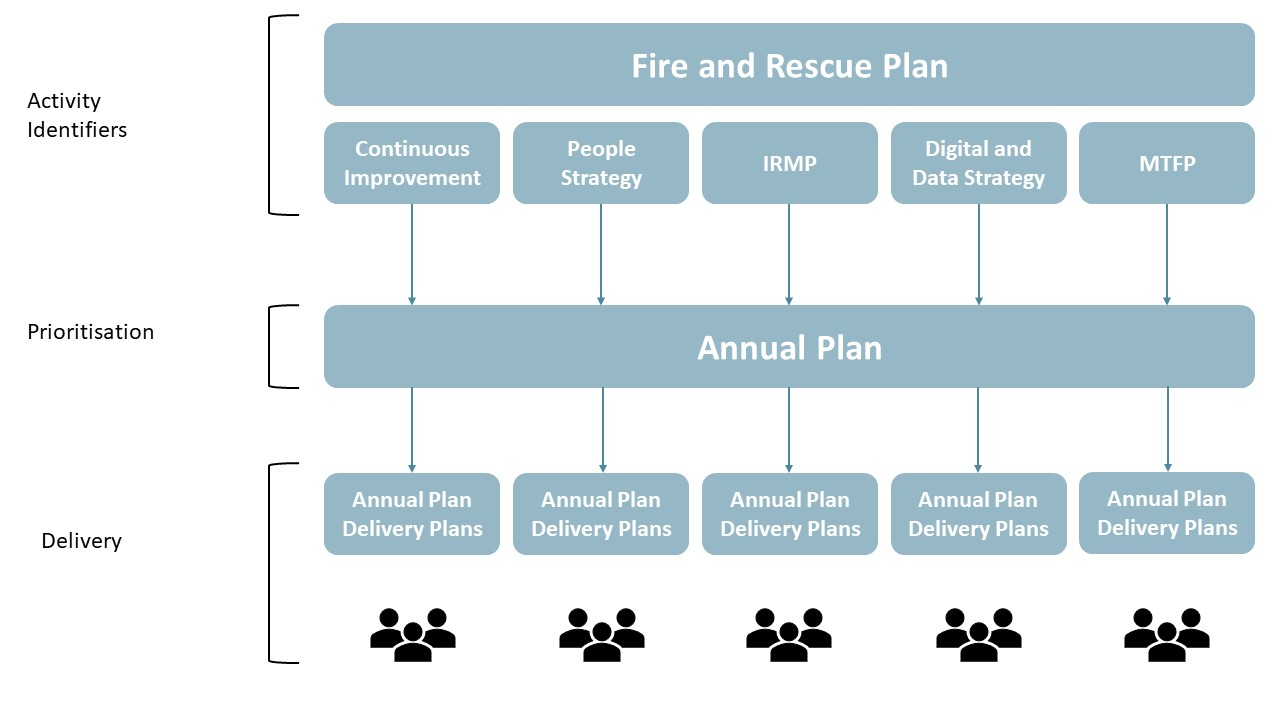 Fire and Rescue Plan
Activity
Identifiers
Continuous
Improvement
People
Strategy
IRMP
Digital and
Data Strategy
MTFP
Prioritisation
Annual Plan
Delivery
Annual Plan
Delivery Plans
Annual Plan
Delivery Plans
Annual Plan
Delivery Plans
Annual Plan
Delivery Plans
Annual Plan
Delivery Plans